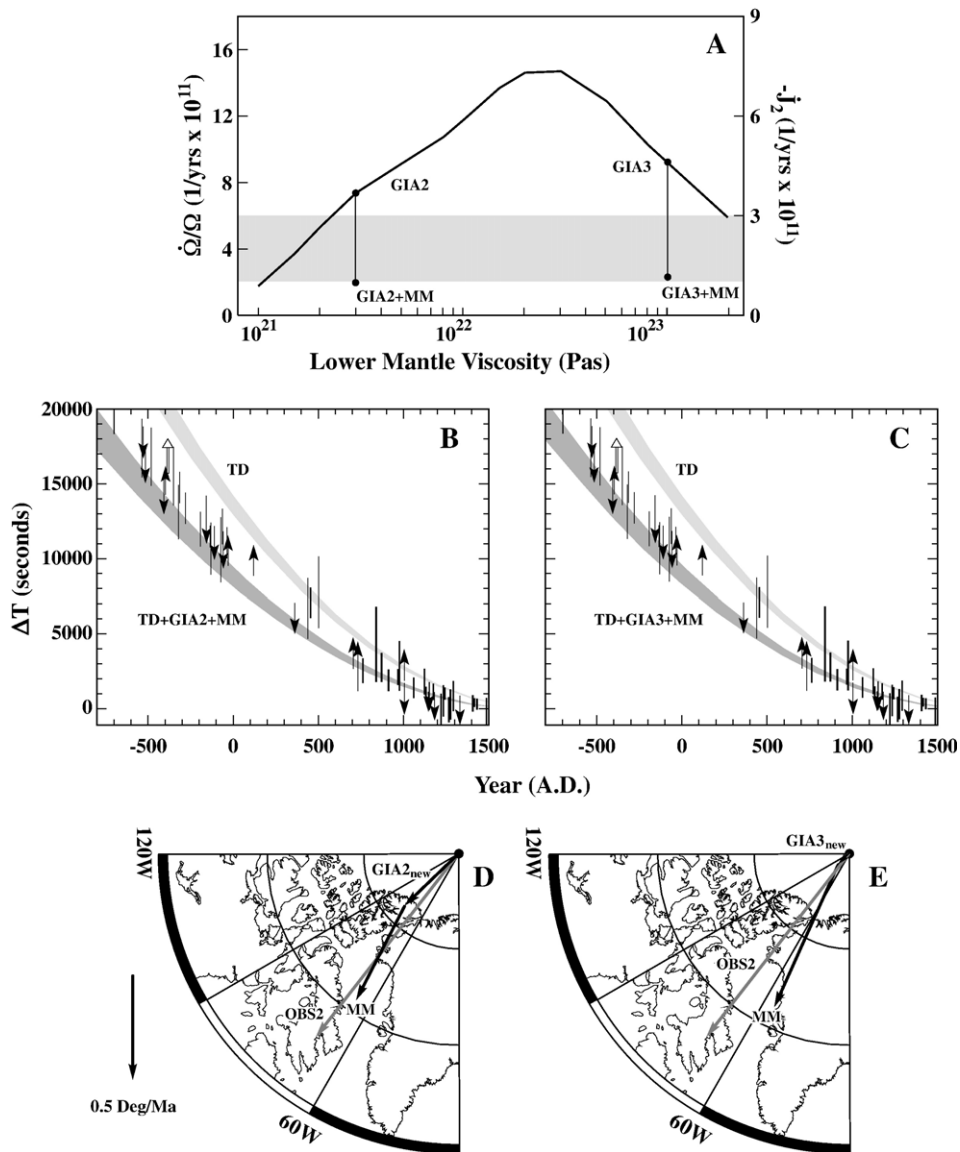 A
16
12
8
4
0
Ω̇/Ω (1/yrs x 10¹¹)
9
6
3
0
-J̇₂ (1/yrs x 10¹¹)
GIA2
GIA3
GIA2+MM
GIA3+MM
10²¹ 10²² 10²³
Lower Mantle Viscosity (Pas)
B
20000
15000
10000
5000
0
ΔT (seconds)
TD
TD+GIA2+MM
-500 0 500 1000 1500
C
TD
TD+GIA3+MM
-500 0 500 1000 1500
Year (A.D.)
D
120W
GIA2new
OBS2
MM
60W
0.5 Deg/Ma
E
120W
GIA3new
OBS2
MM
60W